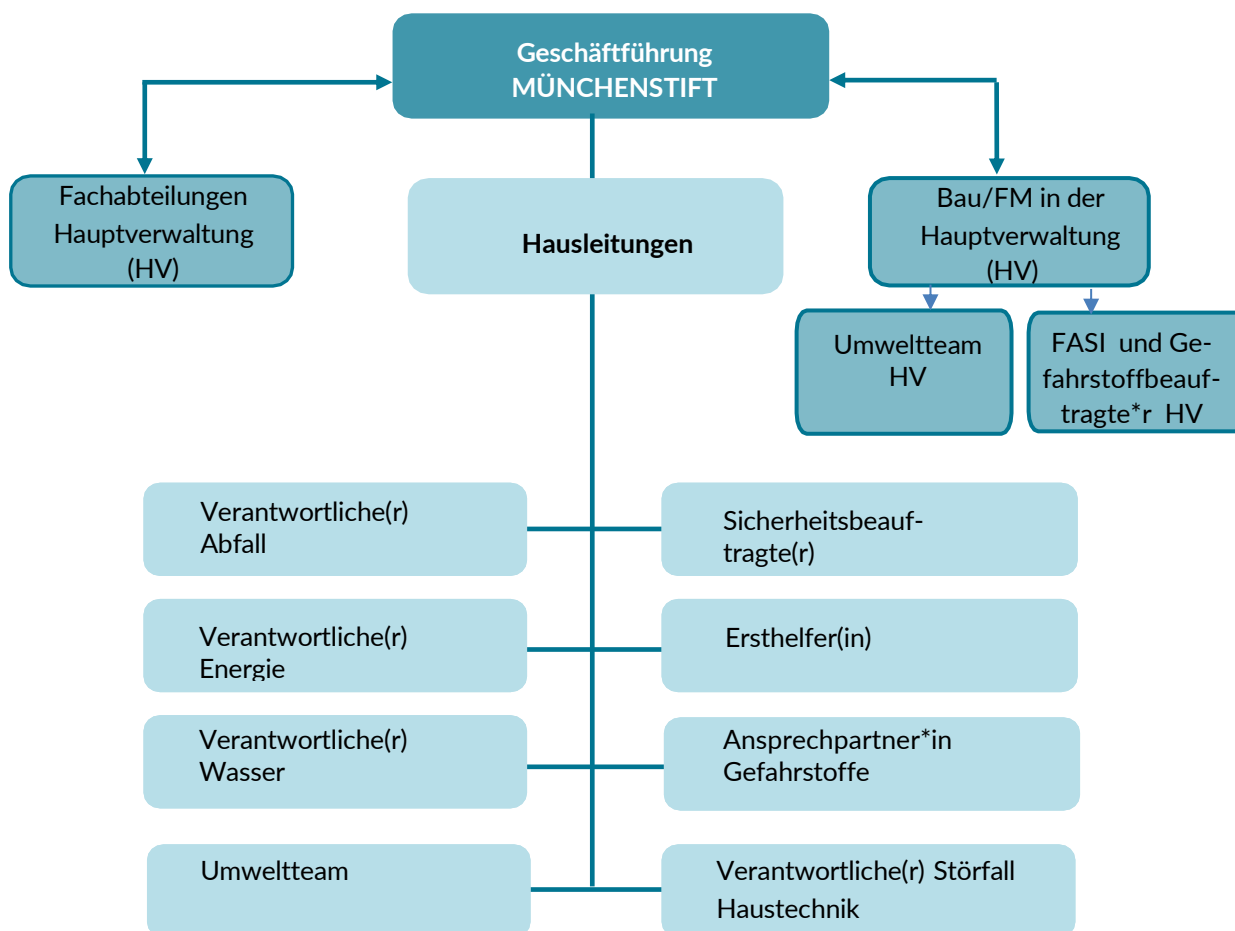 Geschäftführung
MÜNCHENSTIFT
Fachabteilungen
Hauptverwaltung
(HV)
Hausleitungen
Bau/FM in der
Hauptverwaltung
(HV)
Umweltteam
HV
FASI und Ge-
fahrstoffbeauf-
tragte*r HV
Verantwortliche(r)
Abfall
Sicherheitsbeauf-
tragte(r)
Verantwortliche(r)
Energie
Ersthelfer(in)
Verantwortliche(r)
Wasser
Ansprechpartner*in
Gefahrstoffe
Umweltteam
Verantwortliche(r) Störfall
Haustechnik